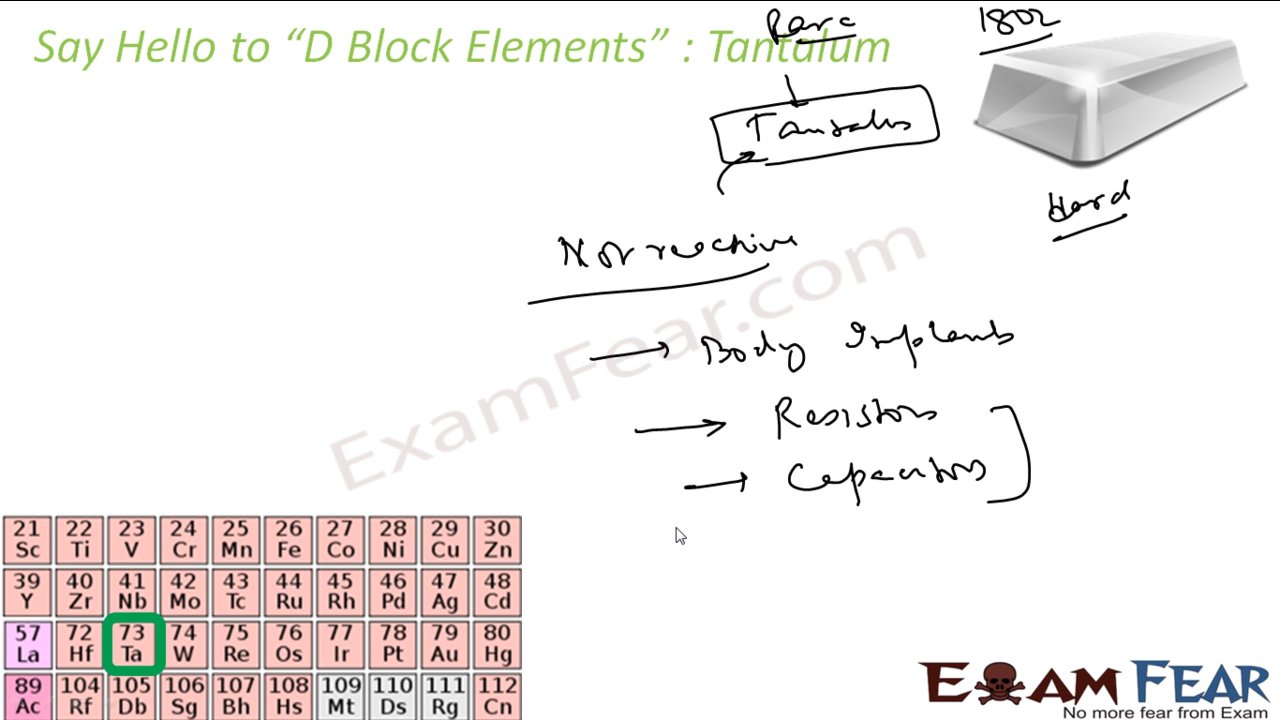 Say Hello to “D Block Elements” : Tantalum
Rare
1802
Tantalus
Hard
Not reactive
ExamFear.com
→ Body Implants
→ Resistors
→ Capacitors
21 22 23 24 25 26 27 28 29 30
Sc Ti V Cr Mn Fe Co Ni Cu Zn
39 40 41 42 43 44 45 46 47 48
Y Zr Nb Mo Tc Ru Rh Pd Ag Cd
57 72 73 74 75 76 77 78 79 80
La Hf Ta W Re Os Ir Pt Au Hg
89 104 105 106 107 108 109 110 111 112
Ac Rf Db Sg Bh Hs Mt Ds Rg Cn
EXAM FEAR
No more fear from Exam